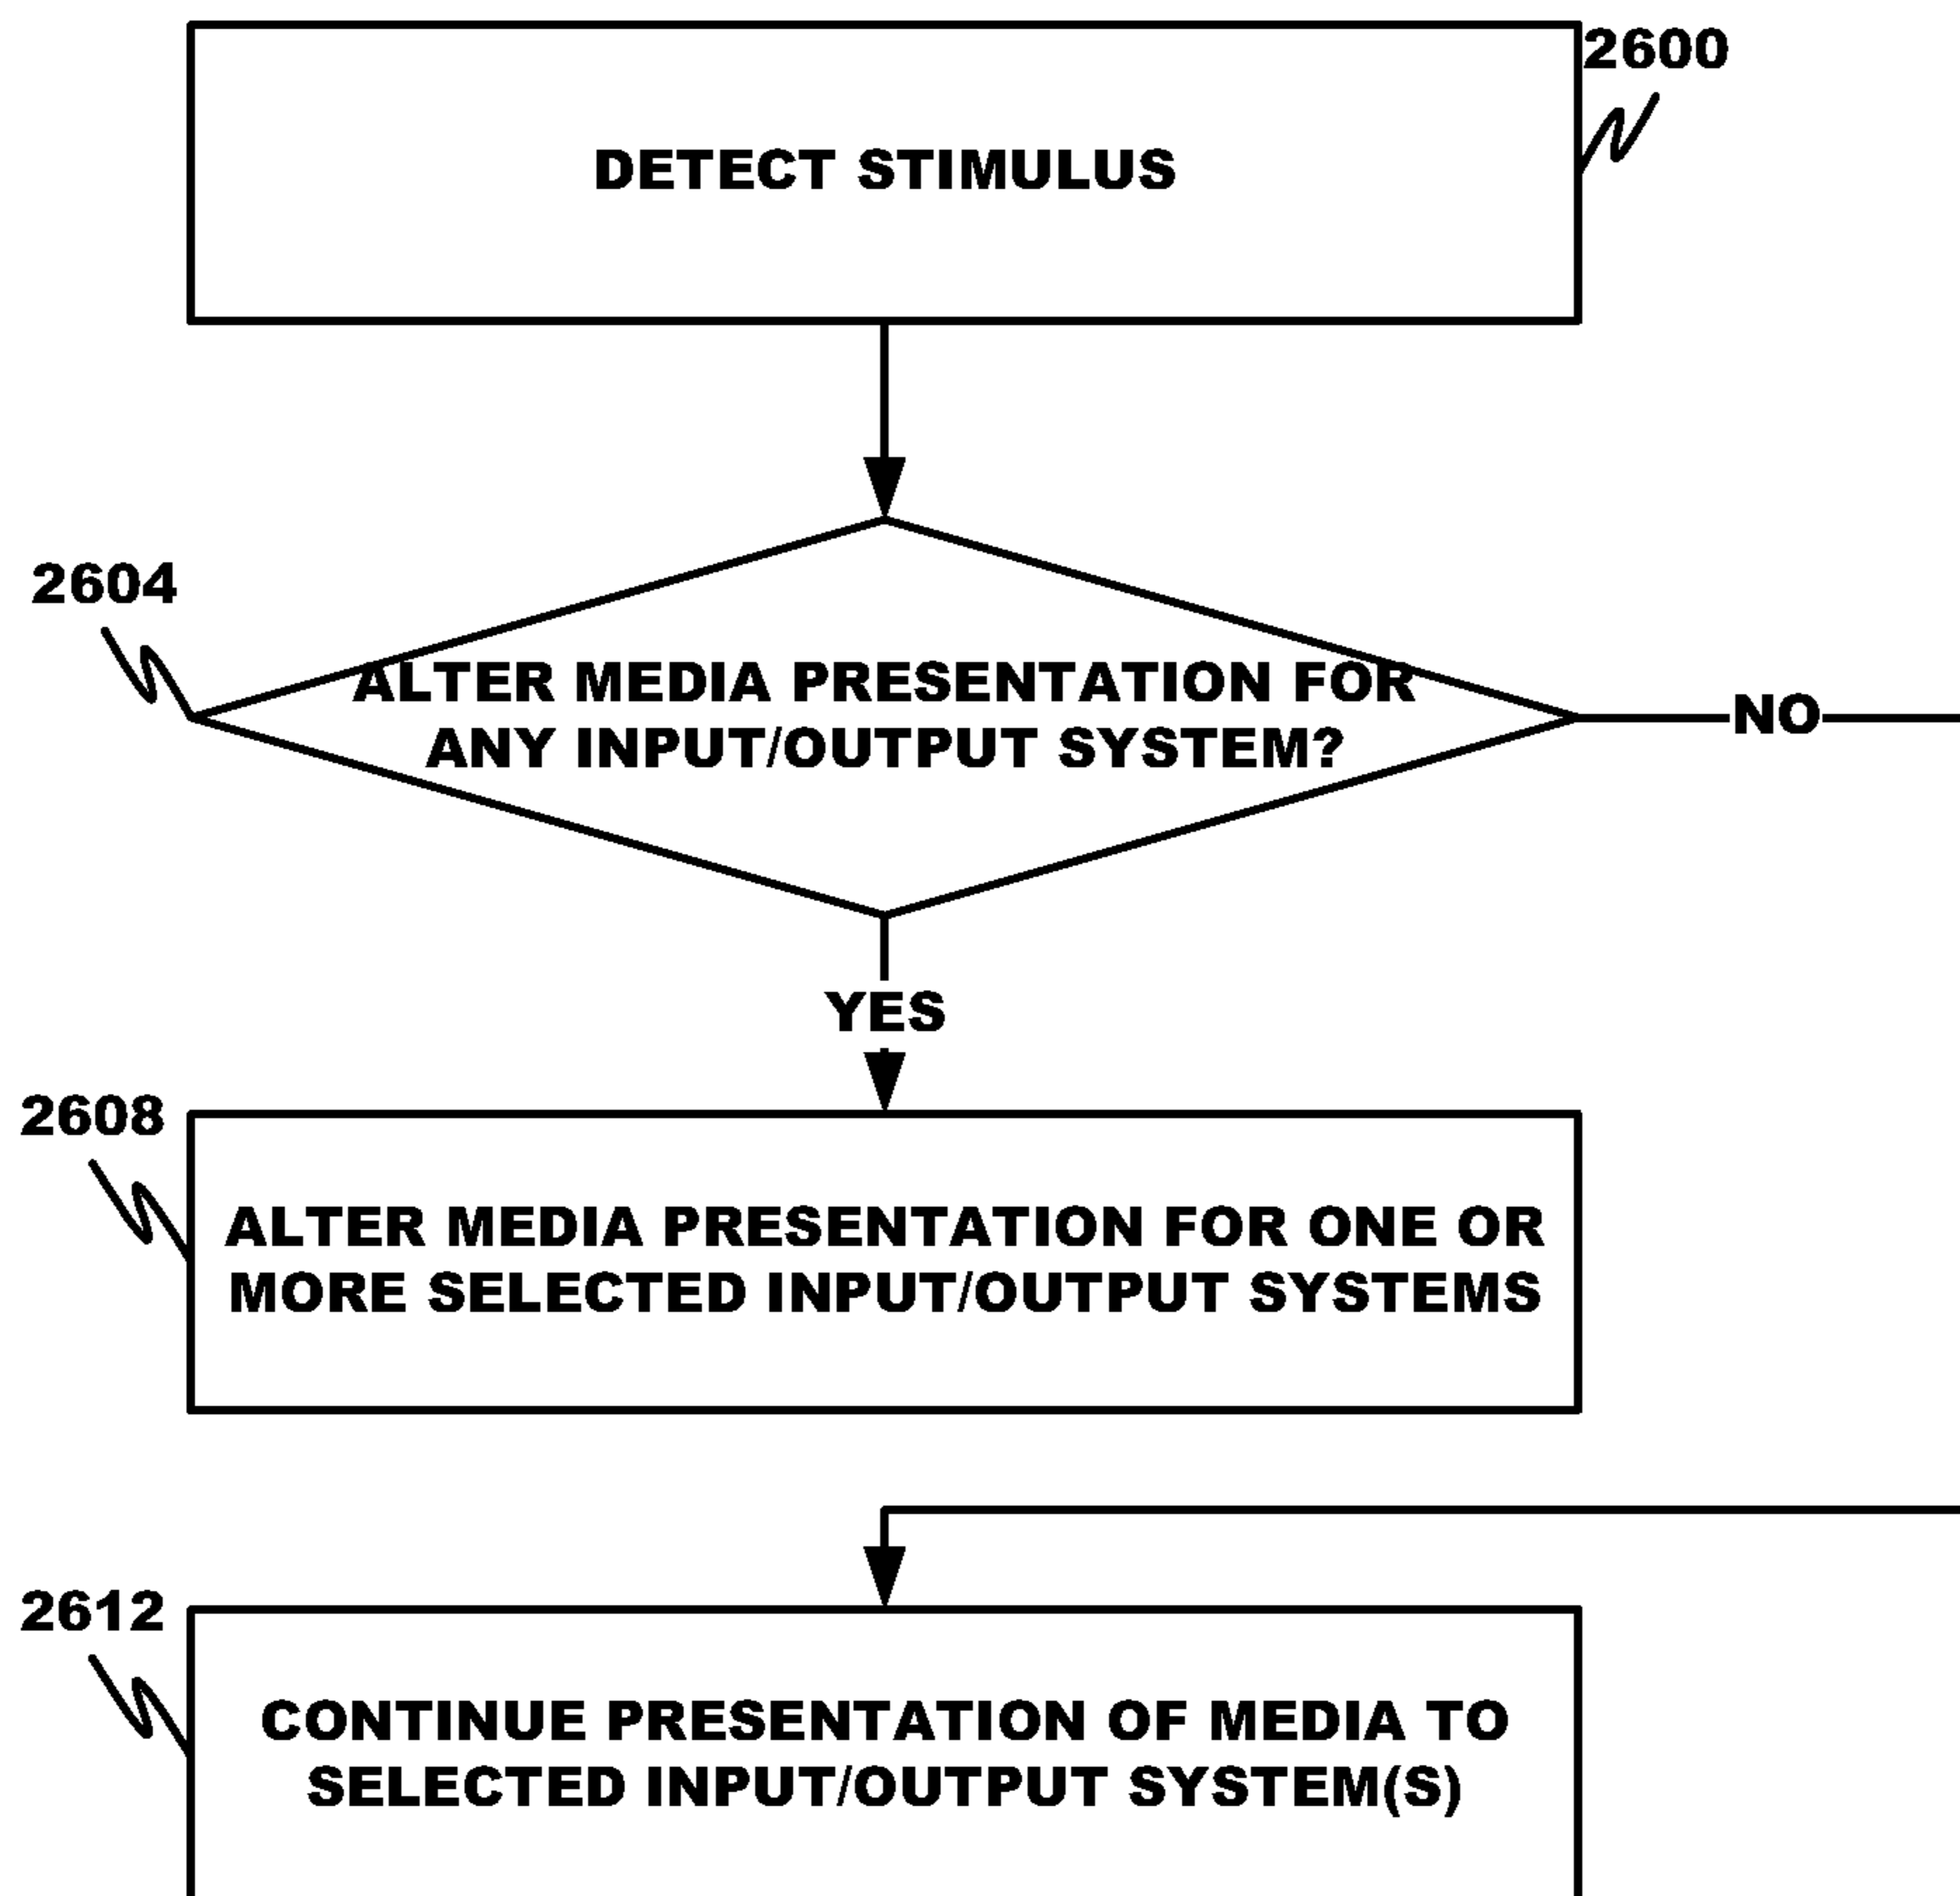 2600
DETECT STIMULUS
2604
ALTER MEDIA PRESENTATION FOR
ANY INPUT/OUTPUT SYSTEM?
NO
YES
2608
ALTER MEDIA PRESENTATION FOR ONE OR
MORE SELECTED INPUT/OUTPUT SYSTEMS
2612
CONTINUE PRESENTATION OF MEDIA TO
SELECTED INPUT/OUTPUT SYSTEM(S)